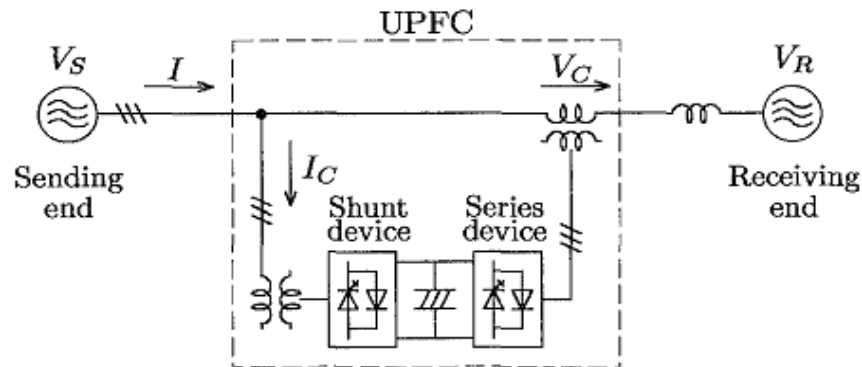 UPFC
V_S
I
V_C
V_R
I_C
Sending
end
Shunt
device
Series
device
Receiving
end